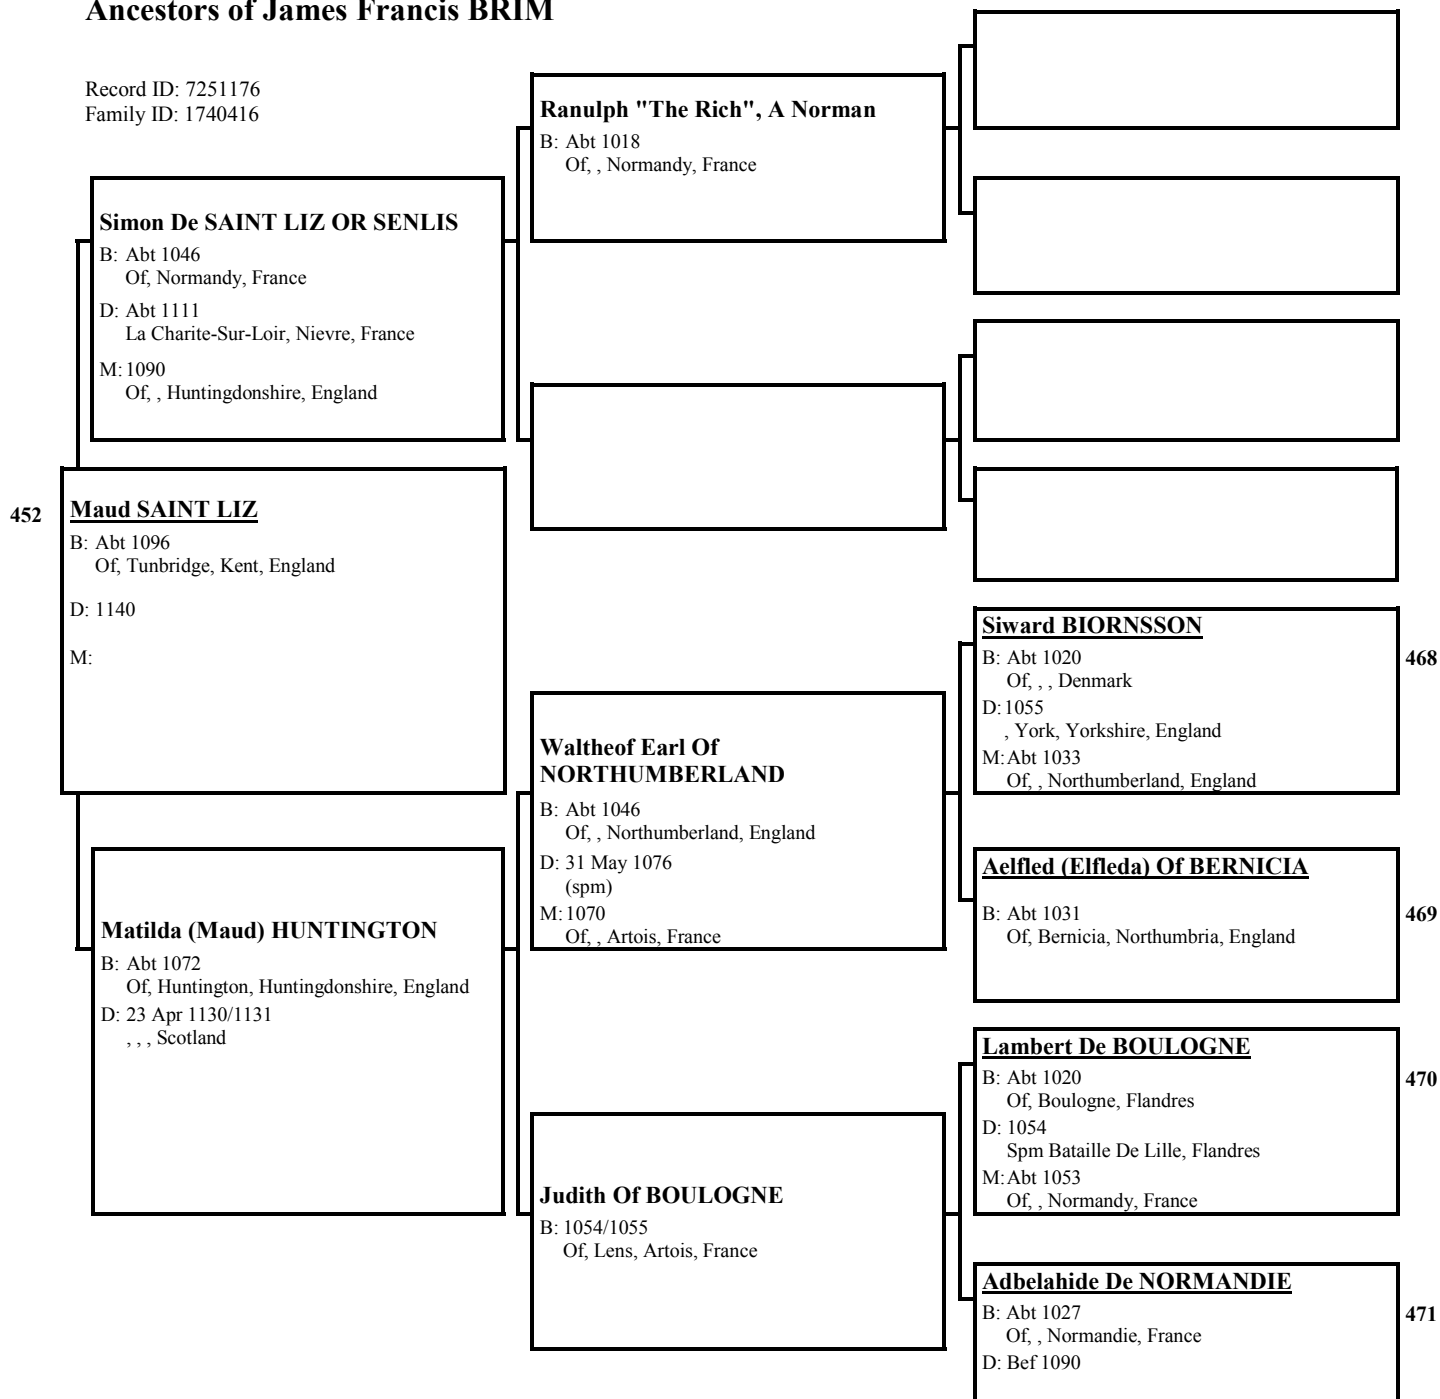 Ancestors of James Francis BRIM
Record ID: 7251176
Family ID: 1740416
Ranulph "The Rich", A Norman
B: Abt 1018
Of, , Normandy, France
Simon De SAINT LIZ OR SENLIS
B: Abt 1046
Of, Normandy, France
D: Abt 1111
La Charite-Sur-Loir, Nievre, France
M: 1090
Of, , Huntingdonshire, England
452
Maud SAINT LIZ
B: Abt 1096
Of, Tunbridge, Kent, England
D: 1140
M:
Siward BIORNSSON
B: Abt 1020
Of, , , Denmark
D: 1055
, York, Yorkshire, England
M: Abt 1033
Of, , Northumberland, England
468
Waltheof Earl Of
NORTHUMBERLAND
B: Abt 1046
Of, , Northumberland, England
D: 31 May 1076
(spm)
M: 1070
Of, , Artois, France
Aelfled (Elfleda) Of BERNICIA
B: Abt 1031
Of, Bernicia, Northumbria, England
469
Matilda (Maud) HUNTINGTON
B: Abt 1072
Of, Huntington, Huntingdonshire, England
D: 23 Apr 1130/1131
, , , Scotland
Lambert De BOULOGNE
B: Abt 1020
Of, Boulogne, Flandres
D: 1054
Spm Bataille De Lille, Flandres
M: Abt 1053
Of, , Normandy, France
470
Judith Of BOULOGNE
B: 1054/1055
Of, Lens, Artois, France
Adbelahide De NORMANDIE
B: Abt 1027
Of, , Normandie, France
D: Bef 1090
471